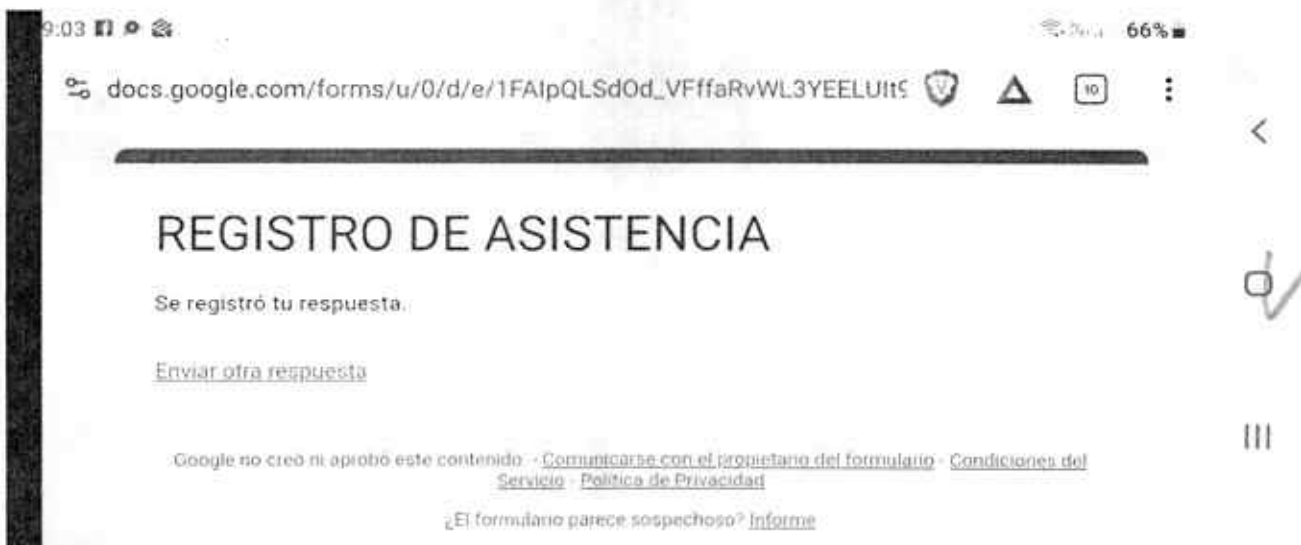 9:03 66%
docs.google.com/forms/u/0/d/e/1FAIpQLSdOd_VFffaRvWL3YEELUIt9 10
REGISTRO DE ASISTENCIA
Se registró tu respuesta.
Enviar otra respuesta
Google no creó ni aprobó este contenido. - Comunicarse con el propietario del formulario - Condiciones del
Servicio - Política de Privacidad
¿El formulario parece sospechoso? Informe